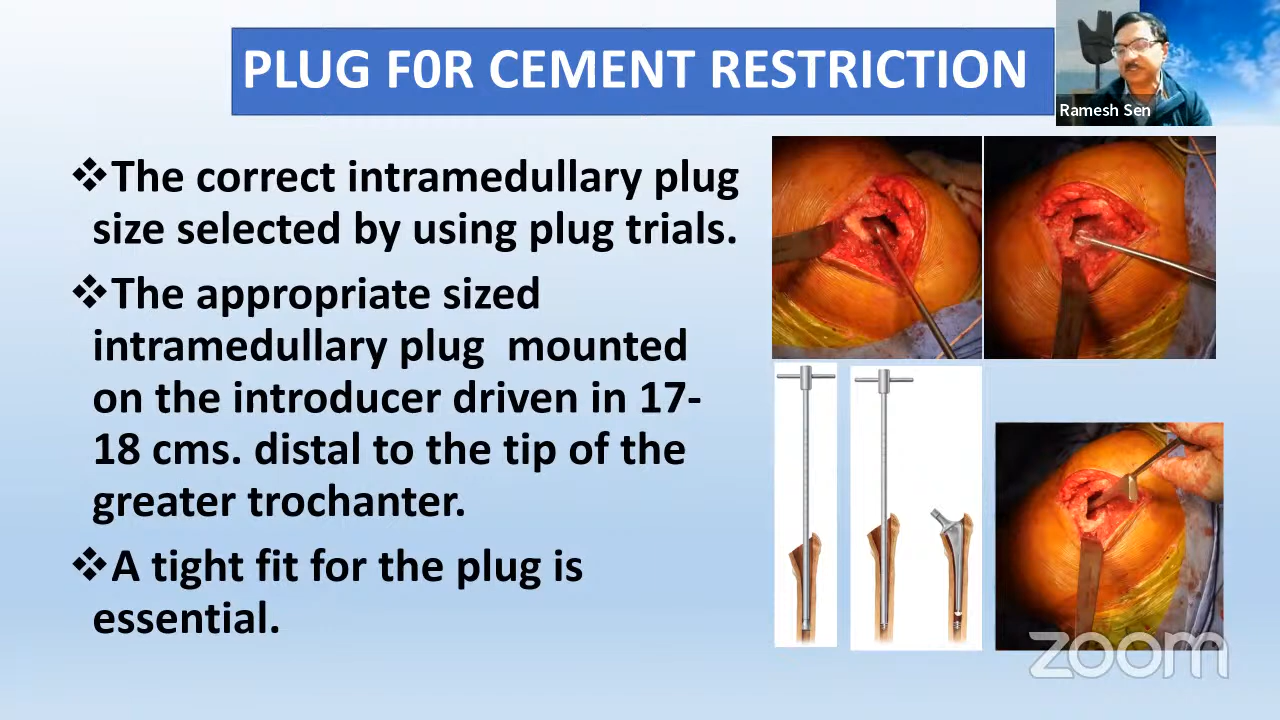 PLUG F0R CEMENT RESTRICTION
Ramesh Sen
❖The correct intramedullary plug
size selected by using plug trials.
❖The appropriate sized
intramedullary plug mounted
on the introducer driven in 17-
18 cms. distal to the tip of the
greater trochanter.
❖A tight fit for the plug is
essential.
zoom